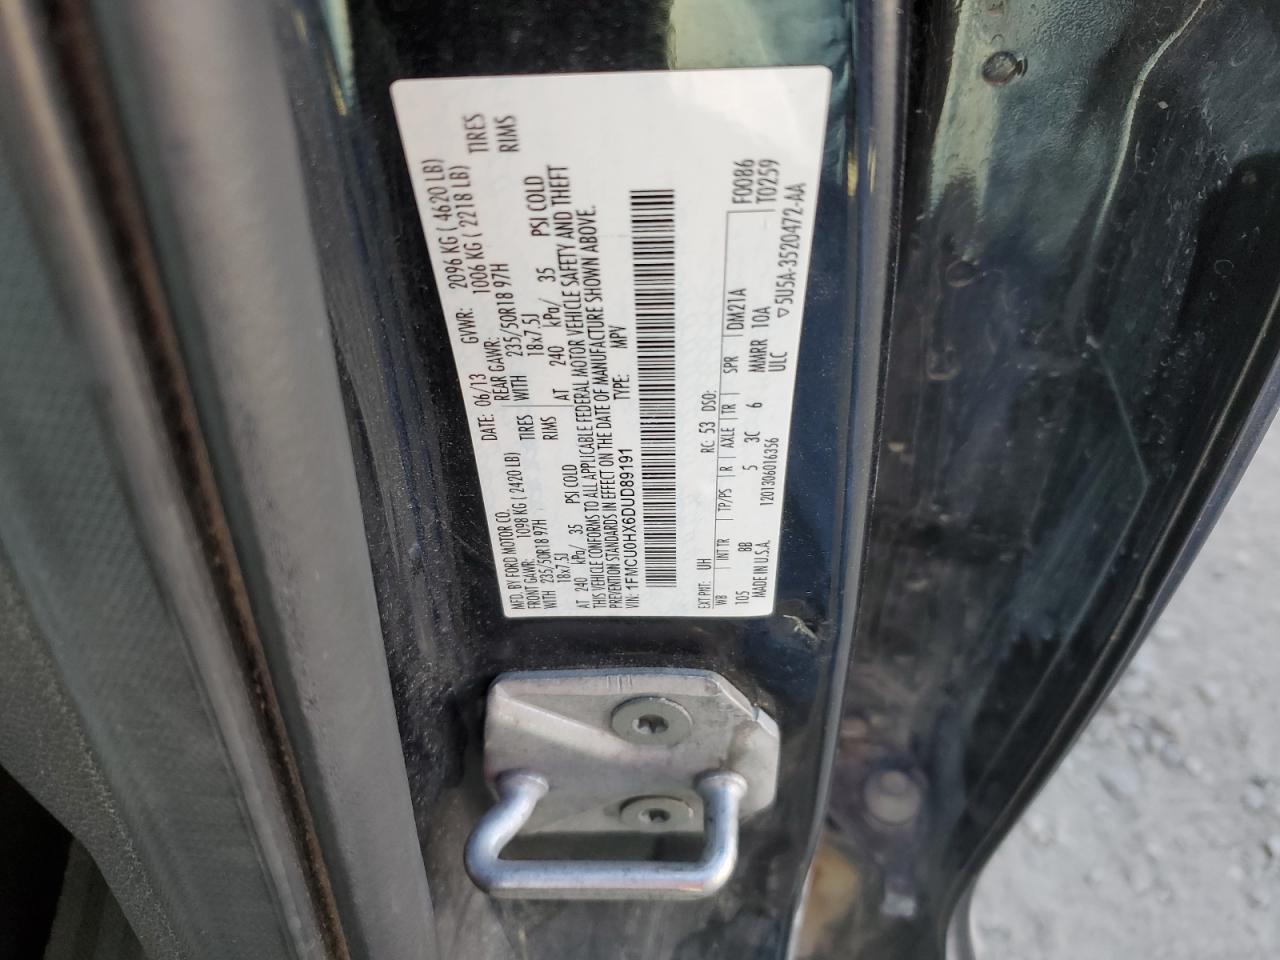 MFD. BY FORD MOTOR CO. DATE: 06/13 GVWR: 2096 KG ( 4620 LB)
FRONT GAWR: 1098 KG ( 2420 LB) REAR GAWR: 1006 KG ( 2218 LB)
WITH 235/50R18 97H TIRES WITH 235/50R18 97H TIRES
18x7.5J RIMS 18x7.5J RIMS
AT 240 kPa/ 35 PSI COLD AT 240 kPa/ 35 PSI COLD
THIS VEHICLE CONFORMS TO ALL APPLICABLE FEDERAL MOTOR VEHICLE SAFETY AND THEFT
PREVENTION STANDARDS IN EFFECT ON THE DATE OF MANUFACTURE SHOWN ABOVE.
VIN: 1FMCU0HX6DUD89191 TYPE: MPV
EXT PNT: UH RC: 53 DSO: F0086
WB INT TR TP/PS R AXLE TR SPR DM21A T0259
105 8B 5 3C 6 MMRR 10A
MADE IN U.S.A. 1201306016356 ULC ▽5U5A-3520472-AA